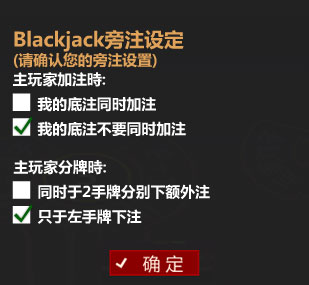 Blackjack旁注设定
(请确认您的旁注设置)
主玩家加注時:
我的底注同时加注
我的底注不要同时加注
主玩家分牌時:
同时于2手牌分别下额外注
只于左手牌下注
确定